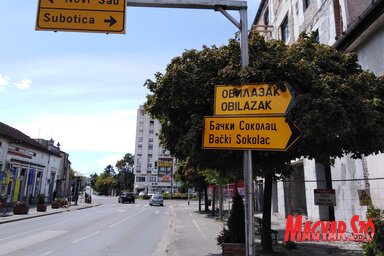 Novi Sad
Subotica
ОБИЛАЗАК
OBILAZAK
Бачки Соколац
Bački Sokolac
Magyar Szó